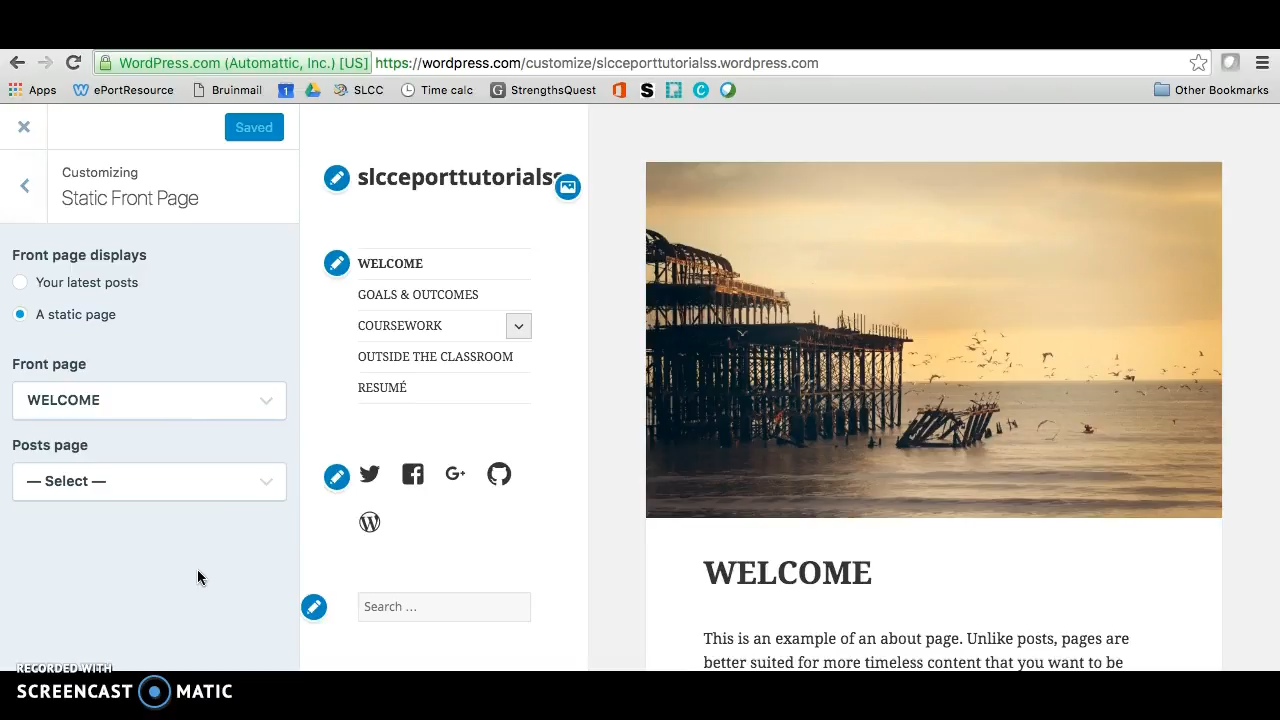 WordPress.com (Automattic, Inc.) [US]
https://wordpress.com/customize/slcceporttutorialss.wordpress.com
Apps
ePortResource
Bruinmail
1
SLCC
Time calc
G
StrengthsQuest
S
C
Other Bookmarks
Saved
Customizing
Static Front Page
Front page displays
Your latest posts
A static page
Front page
WELCOME
Posts page
— Select —
slcceporttutorialss
WELCOME
GOALS & OUTCOMES
COURSEWORK
OUTSIDE THE CLASSROOM
RESUMÉ
G+
Search …
WELCOME
This is an example of an about page. Unlike posts, pages are
better suited for more timeless content that you want to be
RECORDED WITH
SCREENCAST MATIC